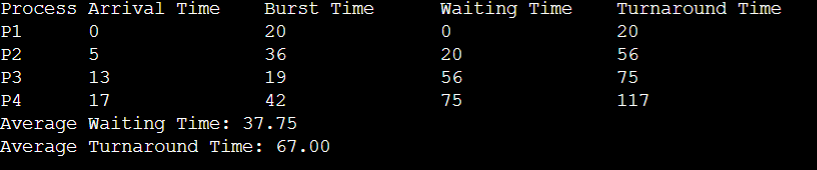 Process Arrival Time    Burst Time      Waiting Time    Turnaround Time
P1      0               20              0               20
P2      5               36              20              56
P3      13              19              56              75
P4      17              42              75              117
Average Waiting Time: 37.75
Average Turnaround Time: 67.00